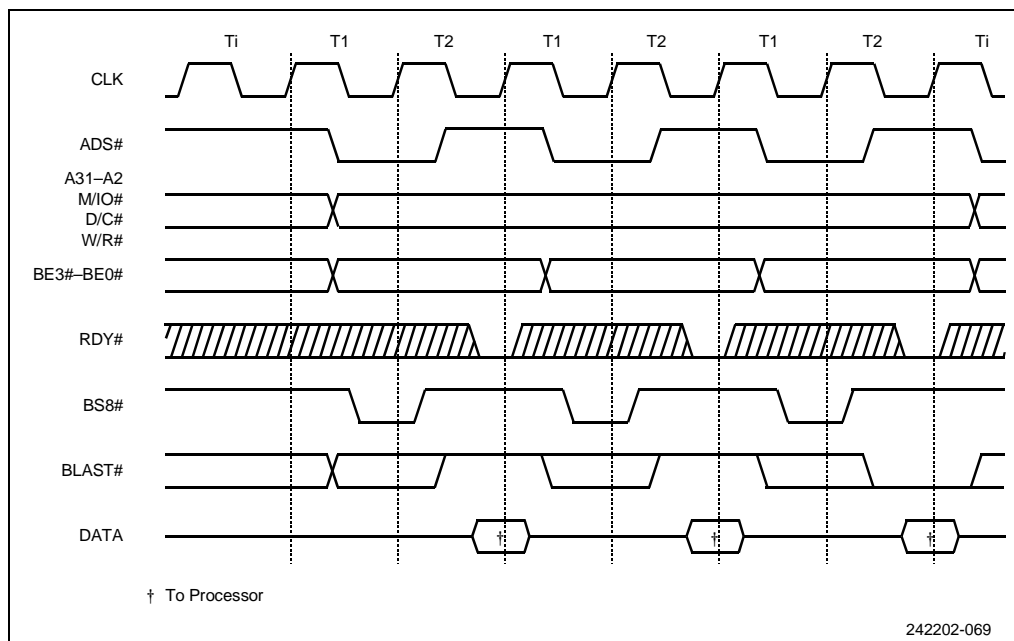 Ti T1 T2 T1 T2 T1 T2 Ti
CLK
ADS#
A31–A2
M/IO#
D/C#
W/R#
BE3#–BE0#
RDY#
BS8#
BLAST#
DATA
† † †
† To Processor
242202-069